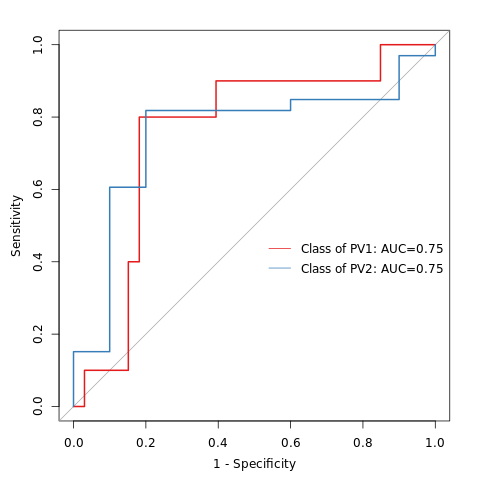 1.0
0.8
0.6
0.4
0.2
0.0
Sensitivity
Class of PV1: AUC=0.75
Class of PV2: AUC=0.75
0.0 0.2 0.4 0.6 0.8 1.0
1 - Specificity